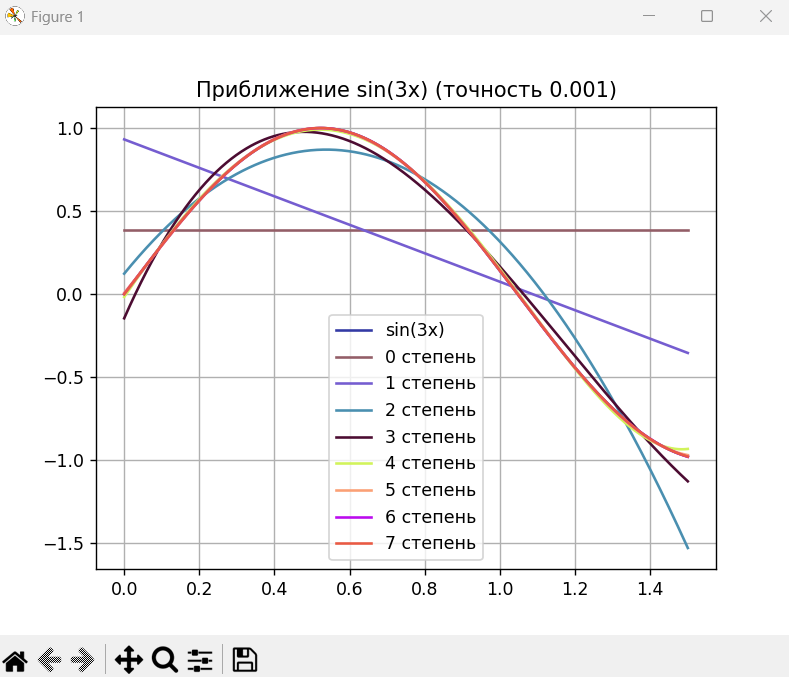 Figure 1
Приближение sin(3x) (точность 0.001)
1.0
0.5
0.0
−0.5
−1.0
−1.5
sin(3x)
0 степень
1 степень
2 степень
3 степень
4 степень
5 степень
6 степень
7 степень
0.0 0.2 0.4 0.6 0.8 1.0 1.2 1.4